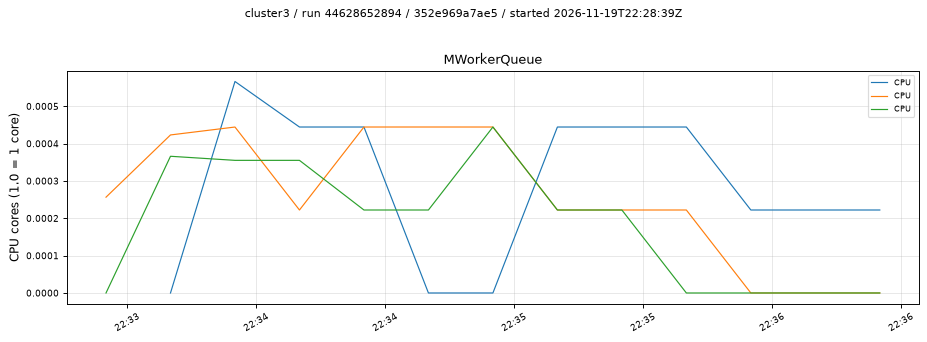 cluster3 / run 44628652894 / 352e969a7ae5 / started 2026-11-19T22:28:39Z
MWorkerQueue
CPU cores (1.0 = 1 core)
0.0005
0.0004
0.0003
0.0002
0.0001
0.0000
CPU
CPU
CPU
22:33
22:34
22:34
22:35
22:35
22:36
22:36